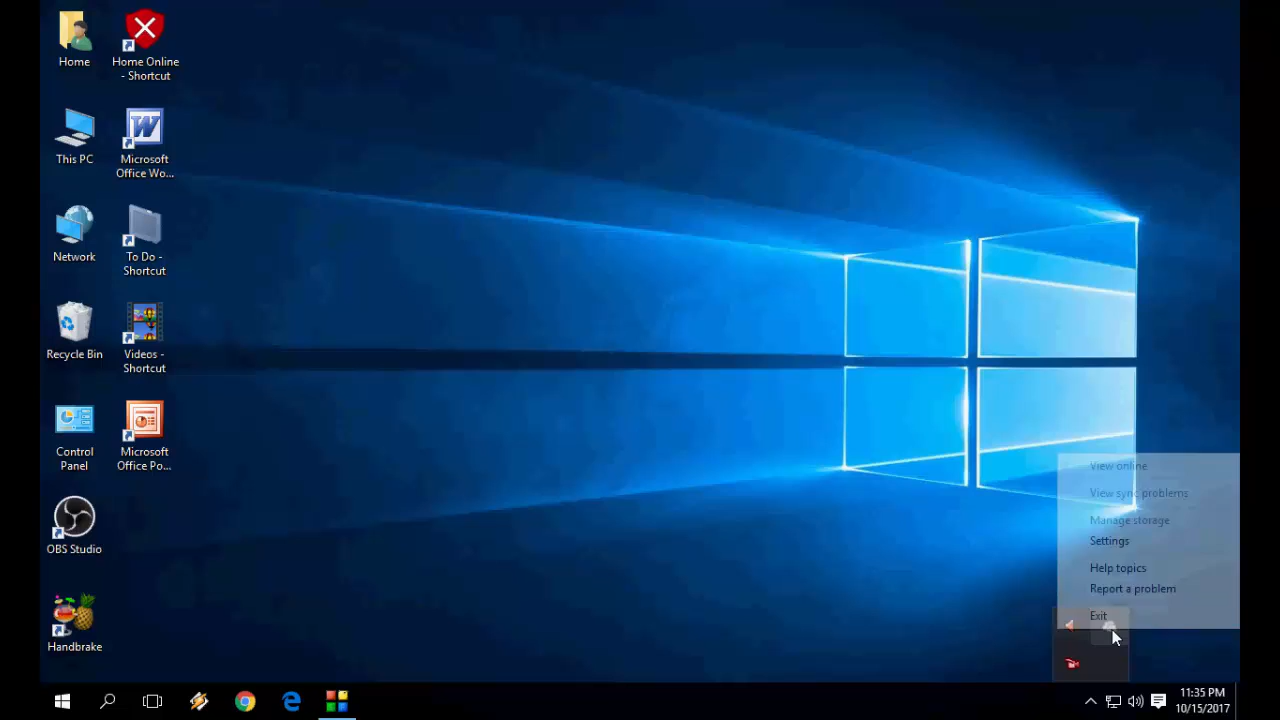 Home
Home Online
- Shortcut
This PC
Microsoft
Office Wo...
Network
To Do -
Shortcut
Recycle Bin
Videos -
Shortcut
Control
Panel
Microsoft
Office Po...
OBS Studio
Handbrake
View online
View sync problems
Manage storage
Settings
Help topics
Report a problem
Exit
11:35 PM
10/15/2017